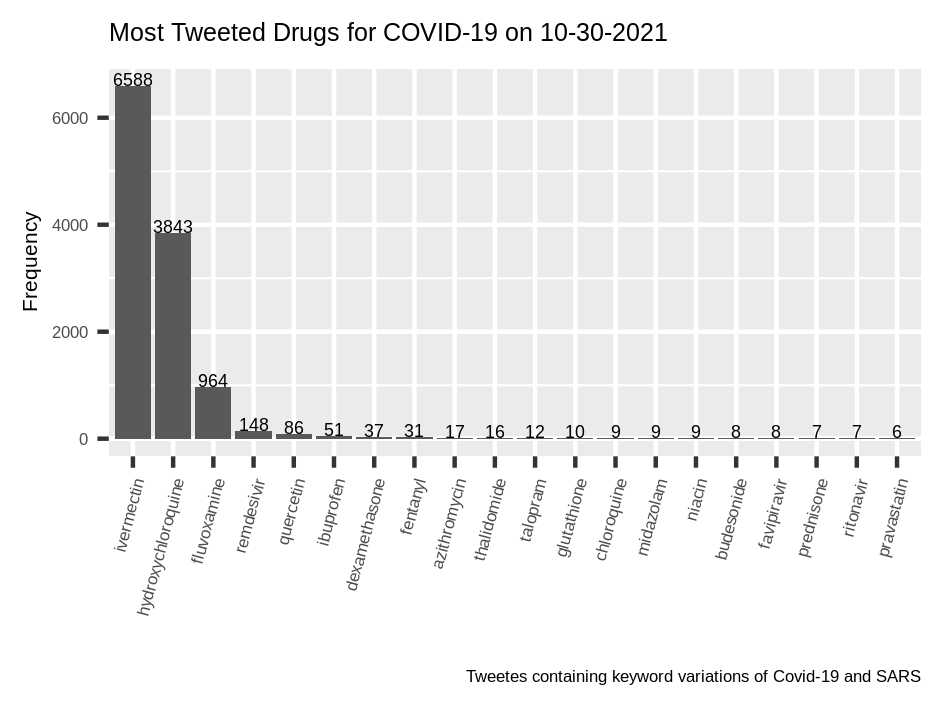 Most Tweeted Drugs for COVID-19 on 10-30-2021
Frequency
6000
4000
2000
0
6588
3843
964
148
86
51
37
31
17
16
12
10
9
9
9
8
8
7
7
6
ivermectin
hydroxychloroquine
fluvoxamine
remdesivir
quercetin
ibuprofen
dexamethasone
fentanyl
azithromycin
thalidomide
talopram
glutathione
chloroquine
midazolam
niacin
budesonide
favipiravir
prednisone
ritonavir
pravastatin
Tweetes containing keyword variations of Covid-19 and SARS